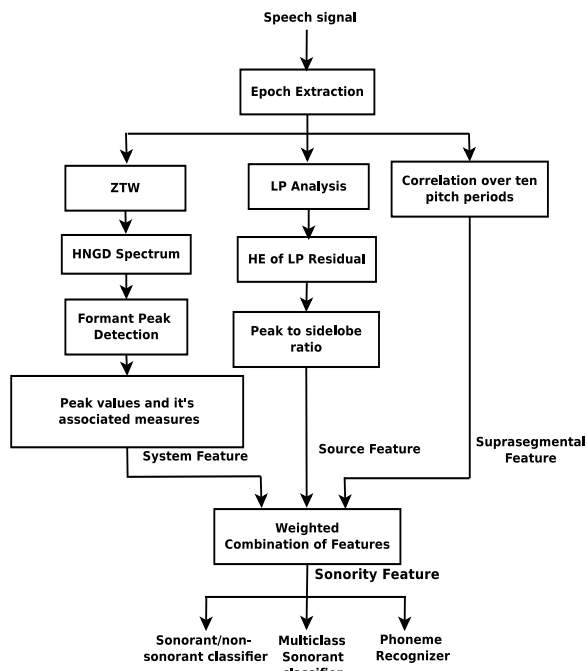 Speech signal
Epoch Extraction
ZTW
LP Analysis
Correlation over ten
pitch periods
HNGD Spectrum
HE of LP Residual
Formant Peak
Detection
Peak to sidelobe
ratio
Peak values and it's
associated measures
System Feature
Source Feature
Suprasegmental
Feature
Weighted
Combination of Features
Sonority Feature
Sonorant/non-
sonorant classifier
Multiclass
Sonorant
classifier
Phoneme
Recognizer